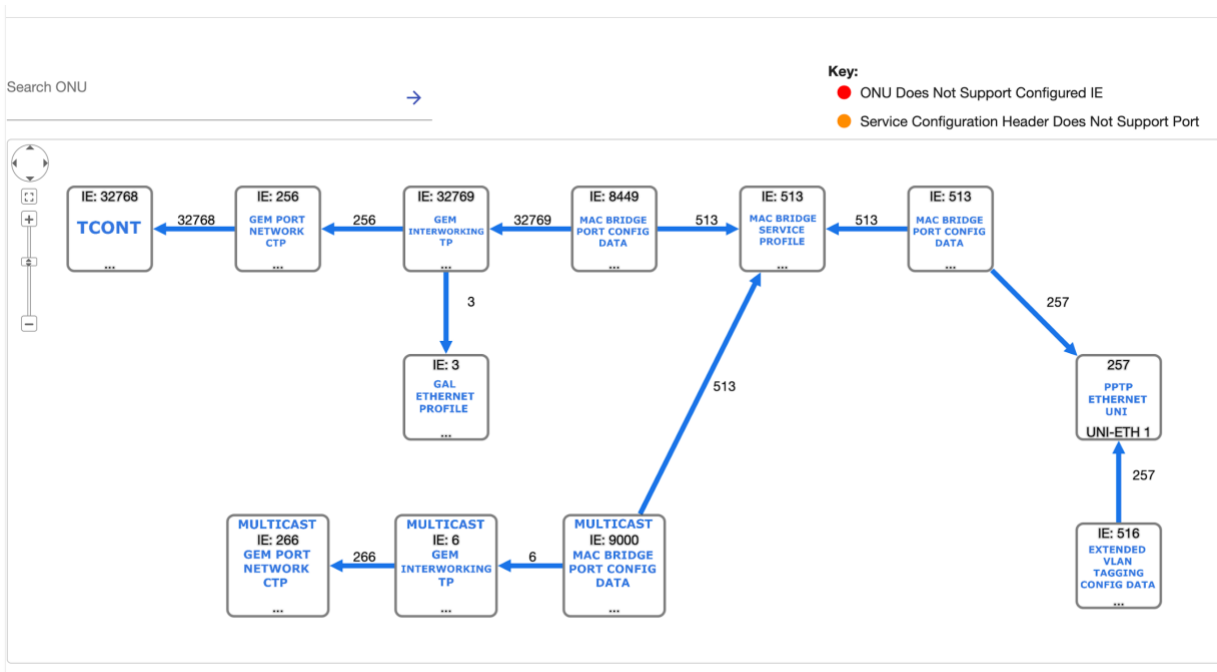 Search ONU
Key:
ONU Does Not Support Configured IE
Service Configuration Header Does Not Support Port
IE: 32768
TCONT
...
32768
IE: 256
GEM PORT
NETWORK
CTP
...
256
IE: 32769
GEM
INTERWORKING
TP
...
32769
IE: 8449
MAC BRIDGE
PORT CONFIG
DATA
...
513
IE: 513
MAC BRIDGE
SERVICE
PROFILE
...
513
IE: 513
MAC BRIDGE
PORT CONFIG
DATA
...
3
257
IE: 3
GAL
ETHERNET
PROFILE
...
513
257
PPTP
ETHERNET
UNI
UNI-ETH 1
257
MULTICAST
IE: 266
GEM PORT
NETWORK
CTP
...
266
MULTICAST
IE: 6
GEM
INTERWORKING
TP
...
6
MULTICAST
IE: 9000
MAC BRIDGE
PORT CONFIG
DATA
...
IE: 516
EXTENDED
VLAN
TAGGING
CONFIG DATA
...